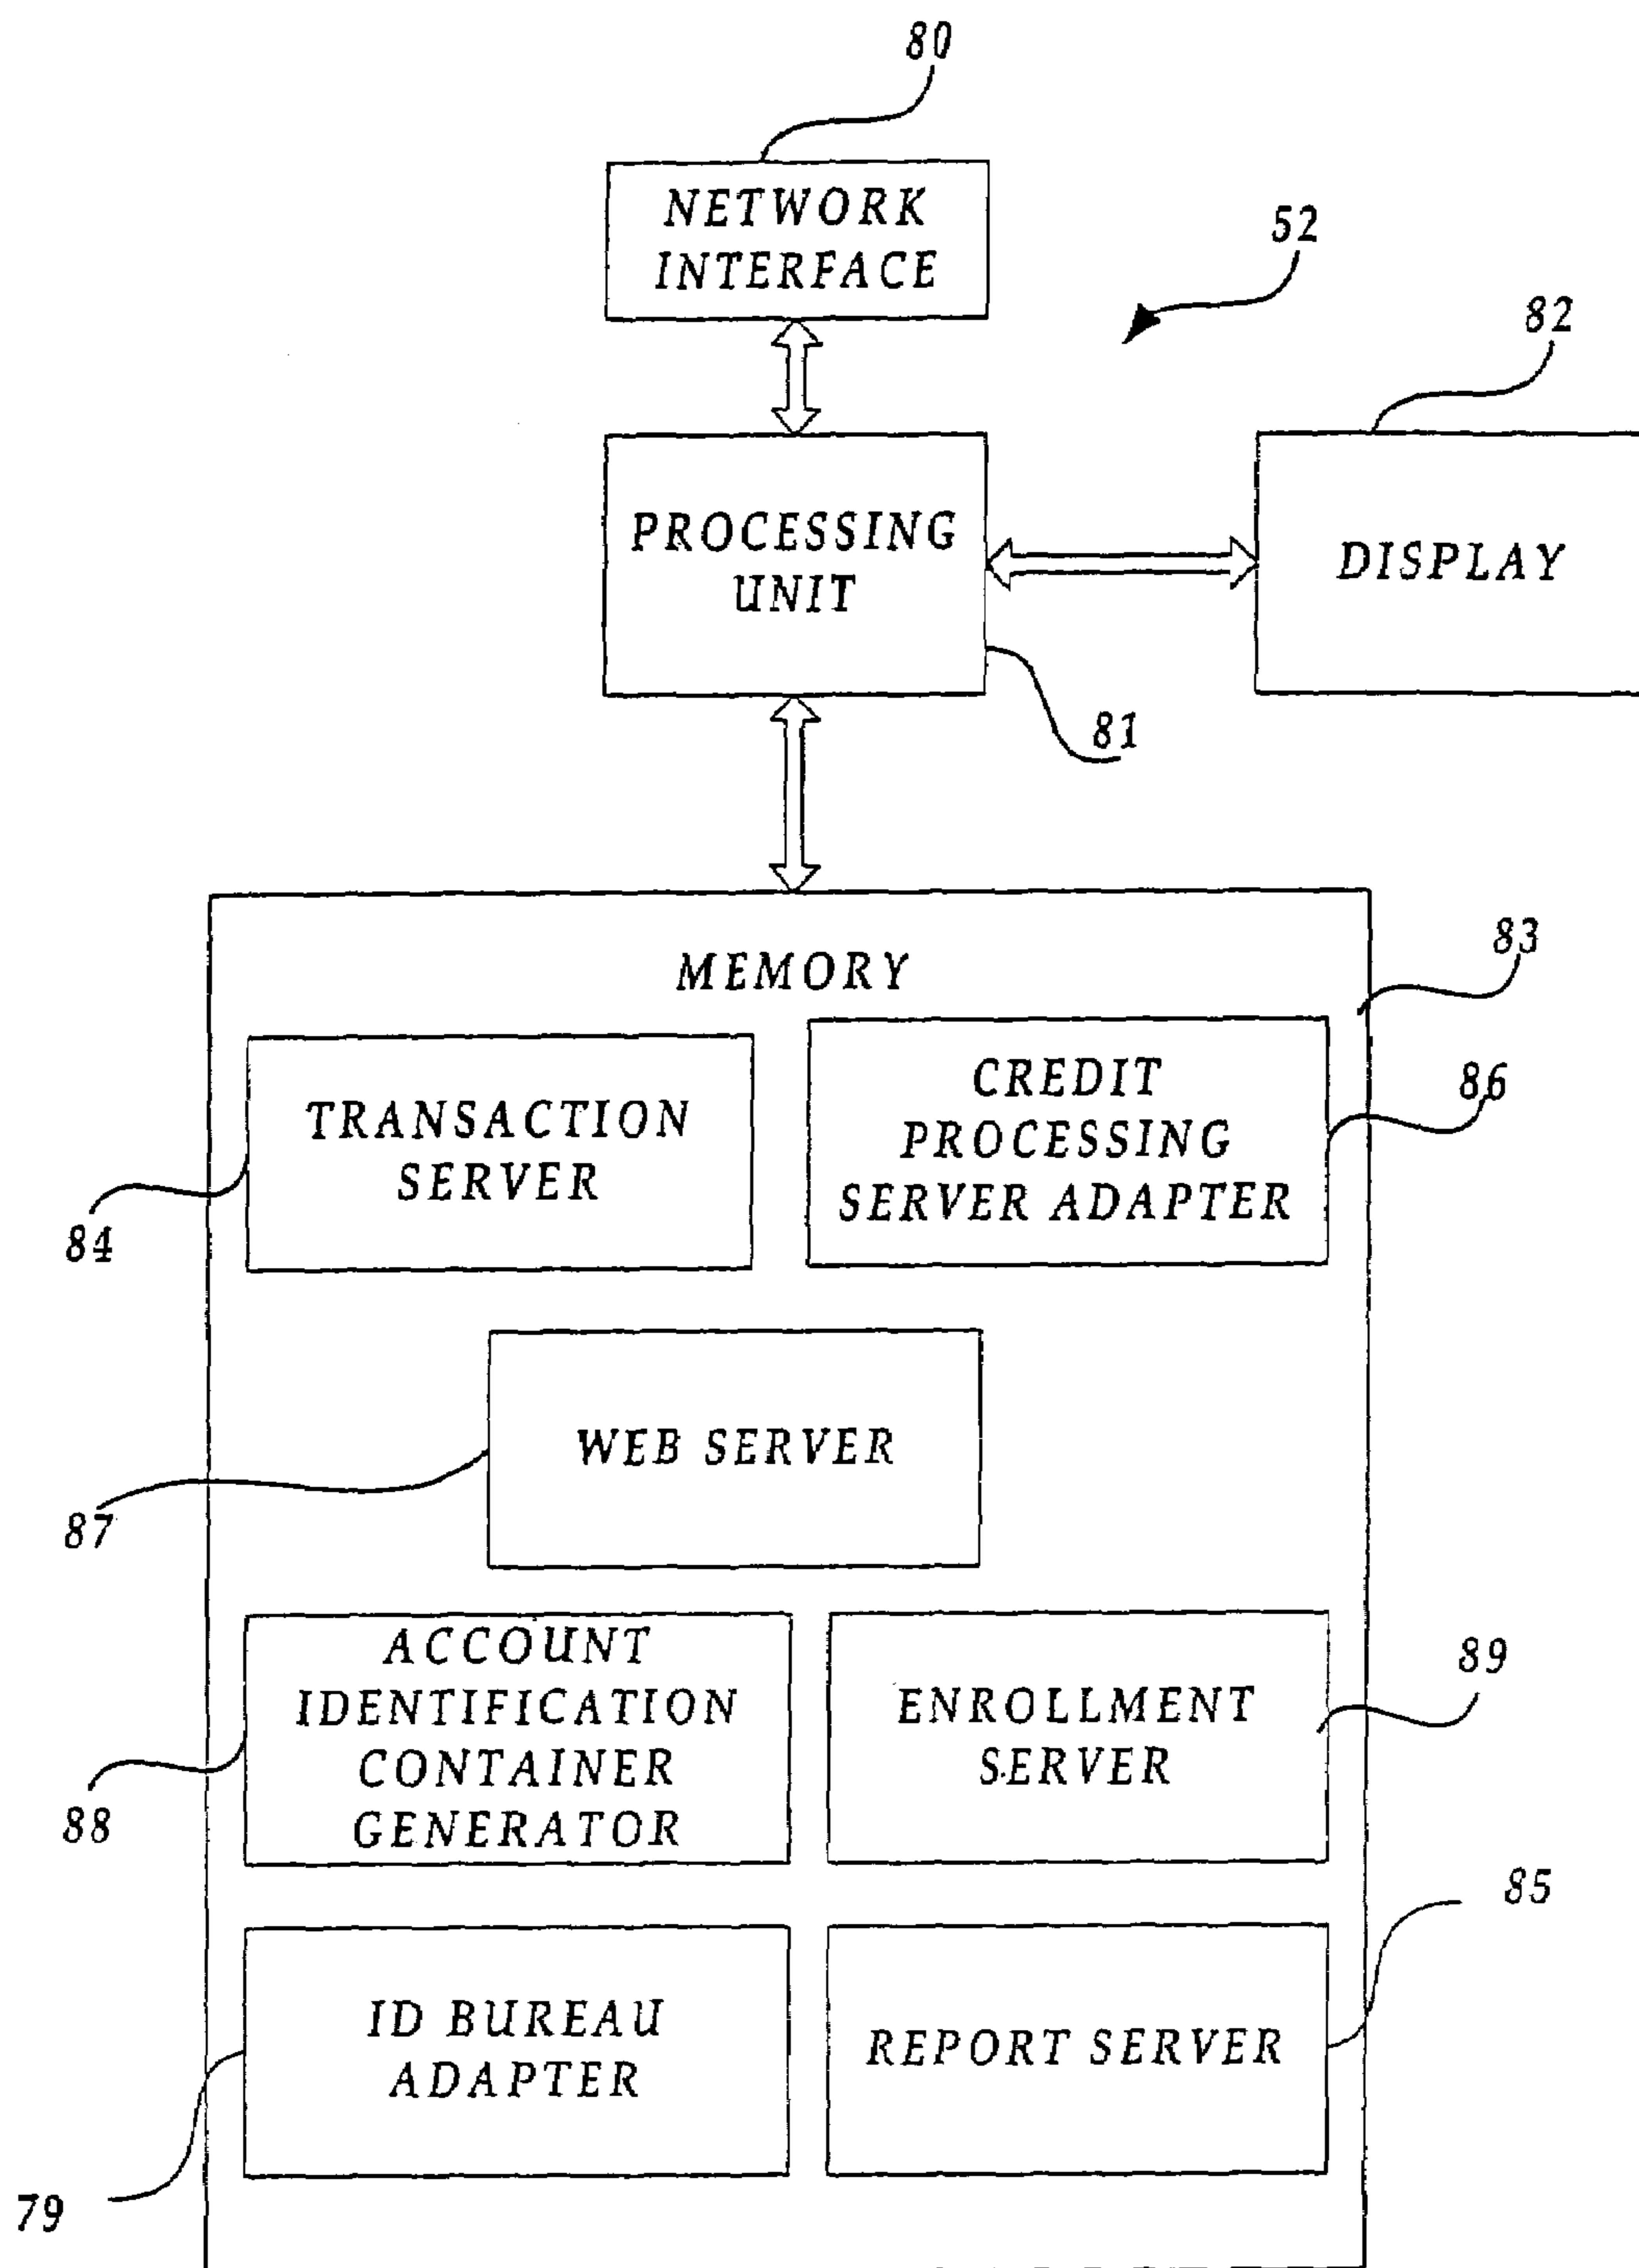 80
NETWORK
INTERFACE
52
82
PROCESSING
UNIT
DISPLAY
81
83
MEMORY
TRANSACTION
SERVER
84
CREDIT
PROCESSING
SERVER ADAPTER
86
WEB SERVER
87
ACCOUNT
IDENTIFICATION
CONTAINER
GENERATOR
88
ENROLLMENT
SERVER
89
85
ID BUREAU
ADAPTER
79
REPORT SERVER